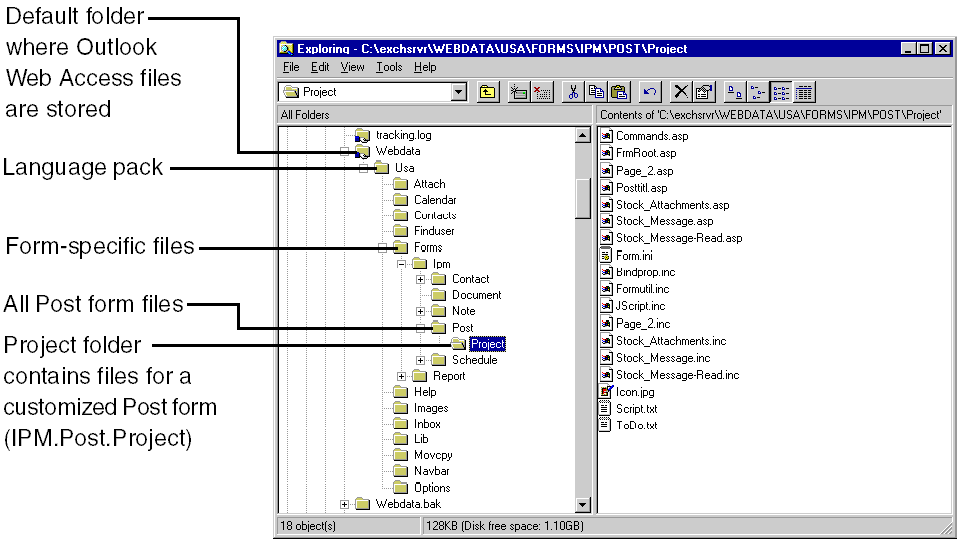 Default folder
where Outlook
Web Access files
are stored
Language pack
Form-specific files
All Post form files
Project folder
contains files for a
customized Post form
(IPM.Post.Project)
Exploring - C:\exchsrvr\WEBDATA\USA\FORMS\IPM\POST\Project
File Edit View Tools Help
Project
All Folders
Contents of 'C:\exchsrvr\WEBDATA\USA\FORMS\IPM\POST\Project'
tracking.log
Webdata
Usa
Attach
Calendar
Contacts
Finduser
Forms
Ipm
Contact
Document
Note
Post
Project
Schedule
Report
Help
Images
Inbox
Lib
Movcpy
Navbar
Options
Webdata.bak
Commands.asp
FrmRoot.asp
Page_2.asp
Posttitl.asp
Stock_Attachments.asp
Stock_Message.asp
Stock_Message-Read.asp
Form.ini
Bindprop.inc
Formutil.inc
JScript.inc
Page_2.inc
Stock_Attachments.inc
Stock_Message.inc
Stock_Message-Read.inc
Icon.jpg
Script.txt
ToDo.txt
18 object(s)
128KB (Disk free space: 1.10GB)